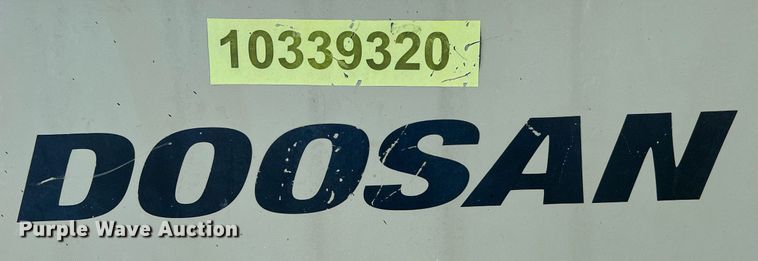 10339320
DOOSAN
Purple Wave Auction